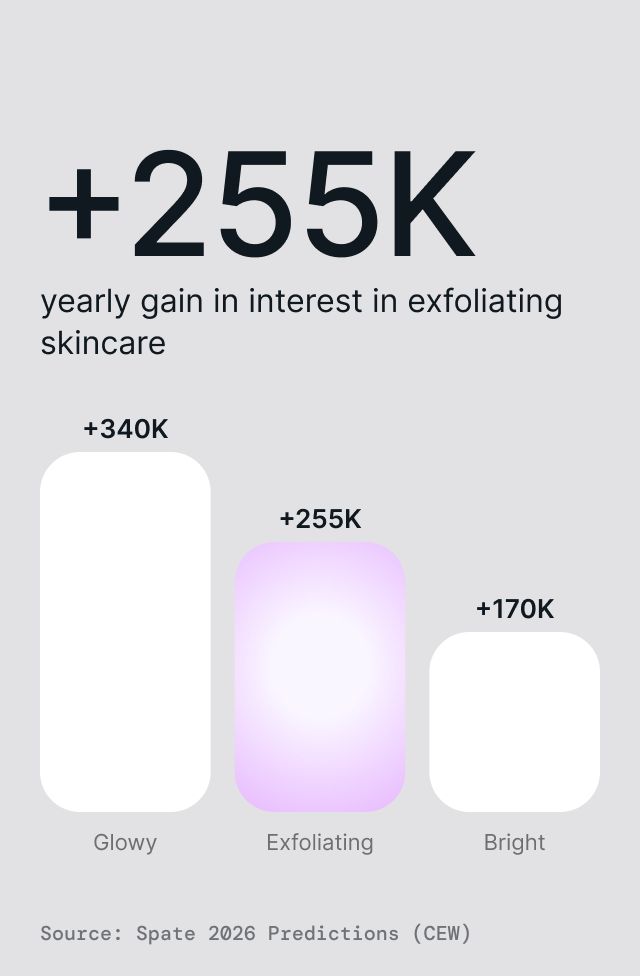 +255K
yearly gain in interest in exfoliating
skincare
+340K
+255K
+170K
Glowy
Exfoliating
Bright
Source: Spate 2026 Predictions (CEW)